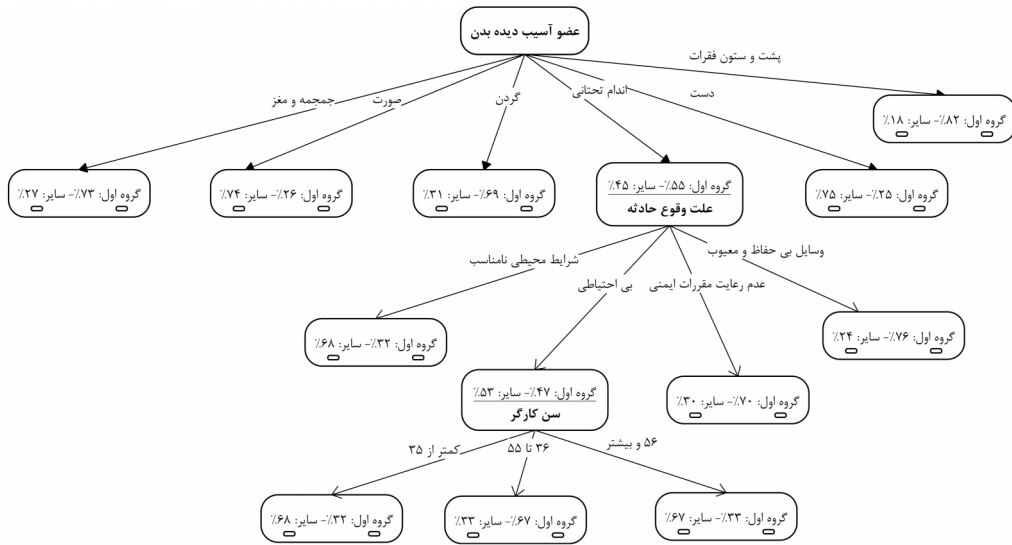 عضو آسیب دیده بدن
پشت و ستون فقرات
دست
اندام تحتانی
گردن
صورت
جمجمه و مغز
گروه اول: ۸۲٪- سایر: ۱۸٪
گروه اول: ۲۵٪- سایر: ۷۵٪
گروه اول: ۵۵٪- سایر: ۴۵٪
علت وقوع حادثه
گروه اول: ۶۹٪- سایر: ۳۱٪
گروه اول: ۲۶٪- سایر: ۷۴٪
گروه اول: ۷۳٪- سایر: ۲۷٪
وسایل بی حفاظ و معیوب
عدم رعایت مقررات ایمنی
بی احتیاطی
شرایط محیطی نامناسب
گروه اول: ۷۶٪- سایر: ۲۴٪
گروه اول: ۷۰٪- سایر: ۳۰٪
گروه اول: ۴۷٪- سایر: ۵۳٪
سن کارگر
گروه اول: ۳۲٪- سایر: ۶۸٪
۵۶ و بیشتر
۳۶ تا ۵۵
کمتر از ۳۵
گروه اول: ۳۳٪- سایر: ۶۷٪
گروه اول: ۶۷٪- سایر: ۳۳٪
گروه اول: ۳۲٪- سایر: ۶۸٪